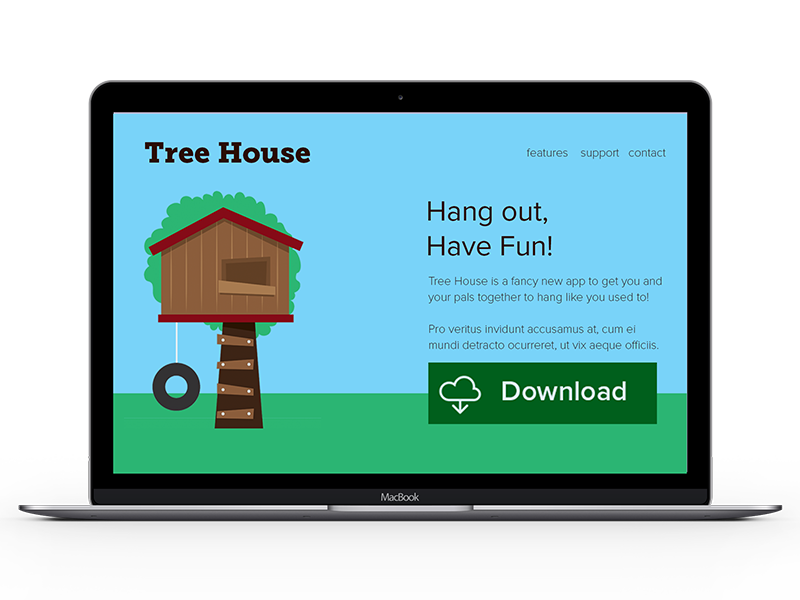 Tree House
features support contact
Hang out,
Have Fun!
Tree House is a fancy new app to get you and
your pals together to hang like you used to!
Pro veritus invidunt accusamus at, cum ei
mundi detracto ocurreret, ut vix aeque officiis.
Download
MacBook